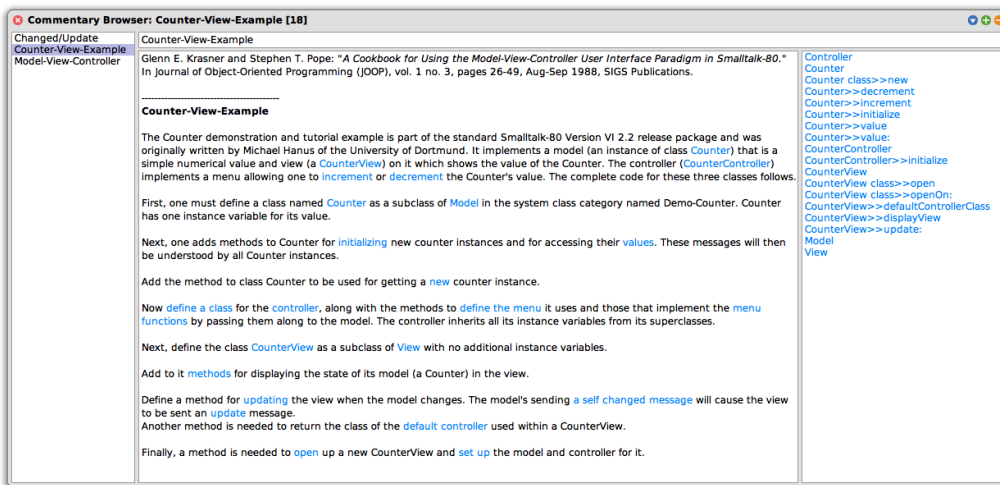 Commentary Browser: Counter-View-Example [18]
Changed/Update
Counter-View-Example
Model-View-Controller
Counter-View-Example
Glenn E. Krasner and Stephen T. Pope: "A Cookbook for Using the Model-View-Controller User Interface Paradigm in Smalltalk-80."
In Journal of Object-Oriented Programming (JOOP), vol. 1 no. 3, pages 26-49, Aug-Sep 1988, SIGS Publications.
----------------------------------------
Counter-View-Example
The Counter demonstration and tutorial example is part of the standard Smalltalk-80 Version VI 2.2 release package and was
originally written by Michael Hanus of the University of Dortmund. It implements a model (an instance of class Counter) that is a
simple numerical value and view (a CounterView) on it which shows the value of the Counter. The controller (CounterController)
implements a menu allowing one to increment or decrement the Counter's value. The complete code for these three classes follows.
First, one must define a class named Counter as a subclass of Model in the system class category named Demo-Counter. Counter
has one instance variable for its value.
Next, one adds methods to Counter for initializing new counter instances and for accessing their values. These messages will then
be understood by all Counter instances.
Add the method to class Counter to be used for getting a new counter instance.
Now define a class for the controller, along with the methods to define the menu it uses and those that implement the menu
functions by passing them along to the model. The controller inherits all its instance variables from its superclasses.
Next, define the class CounterView as a subclass of View with no additional instance variables.
Add to it methods for displaying the state of its model (a Counter) in the view.
Define a method for updating the view when the model changes. The model's sending a self changed message will cause the view
to be sent an update message.
Another method is needed to return the class of the default controller used within a CounterView.
Finally, a method is needed to open up a new CounterView and set up the model and controller for it.
Controller
Counter
Counter class>>new
Counter>>decrement
Counter>>increment
Counter>>initialize
Counter>>value
Counter>>value:
CounterController
CounterController>>initialize
CounterView
CounterView class>>open
CounterView class>>openOn:
CounterView>>defaultControllerClass
CounterView>>displayView
CounterView>>update:
Model
View